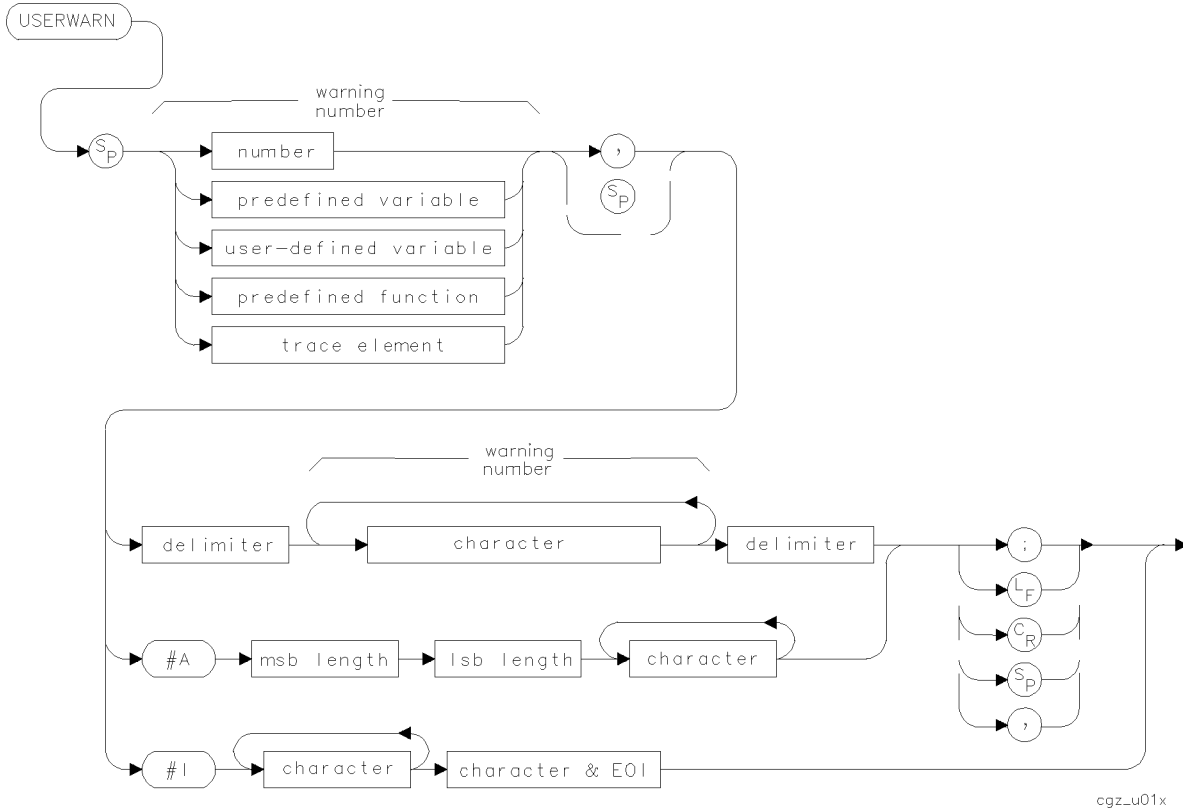 USERWARN
warning
number
SP number ,
predefined variable SP
user-defined variable
predefined function
trace element
warning
number
delimiter character delimiter ;
LF
CR
#A msb length lsb length character
SP
,
#I character character & EOI
cgz_u01x